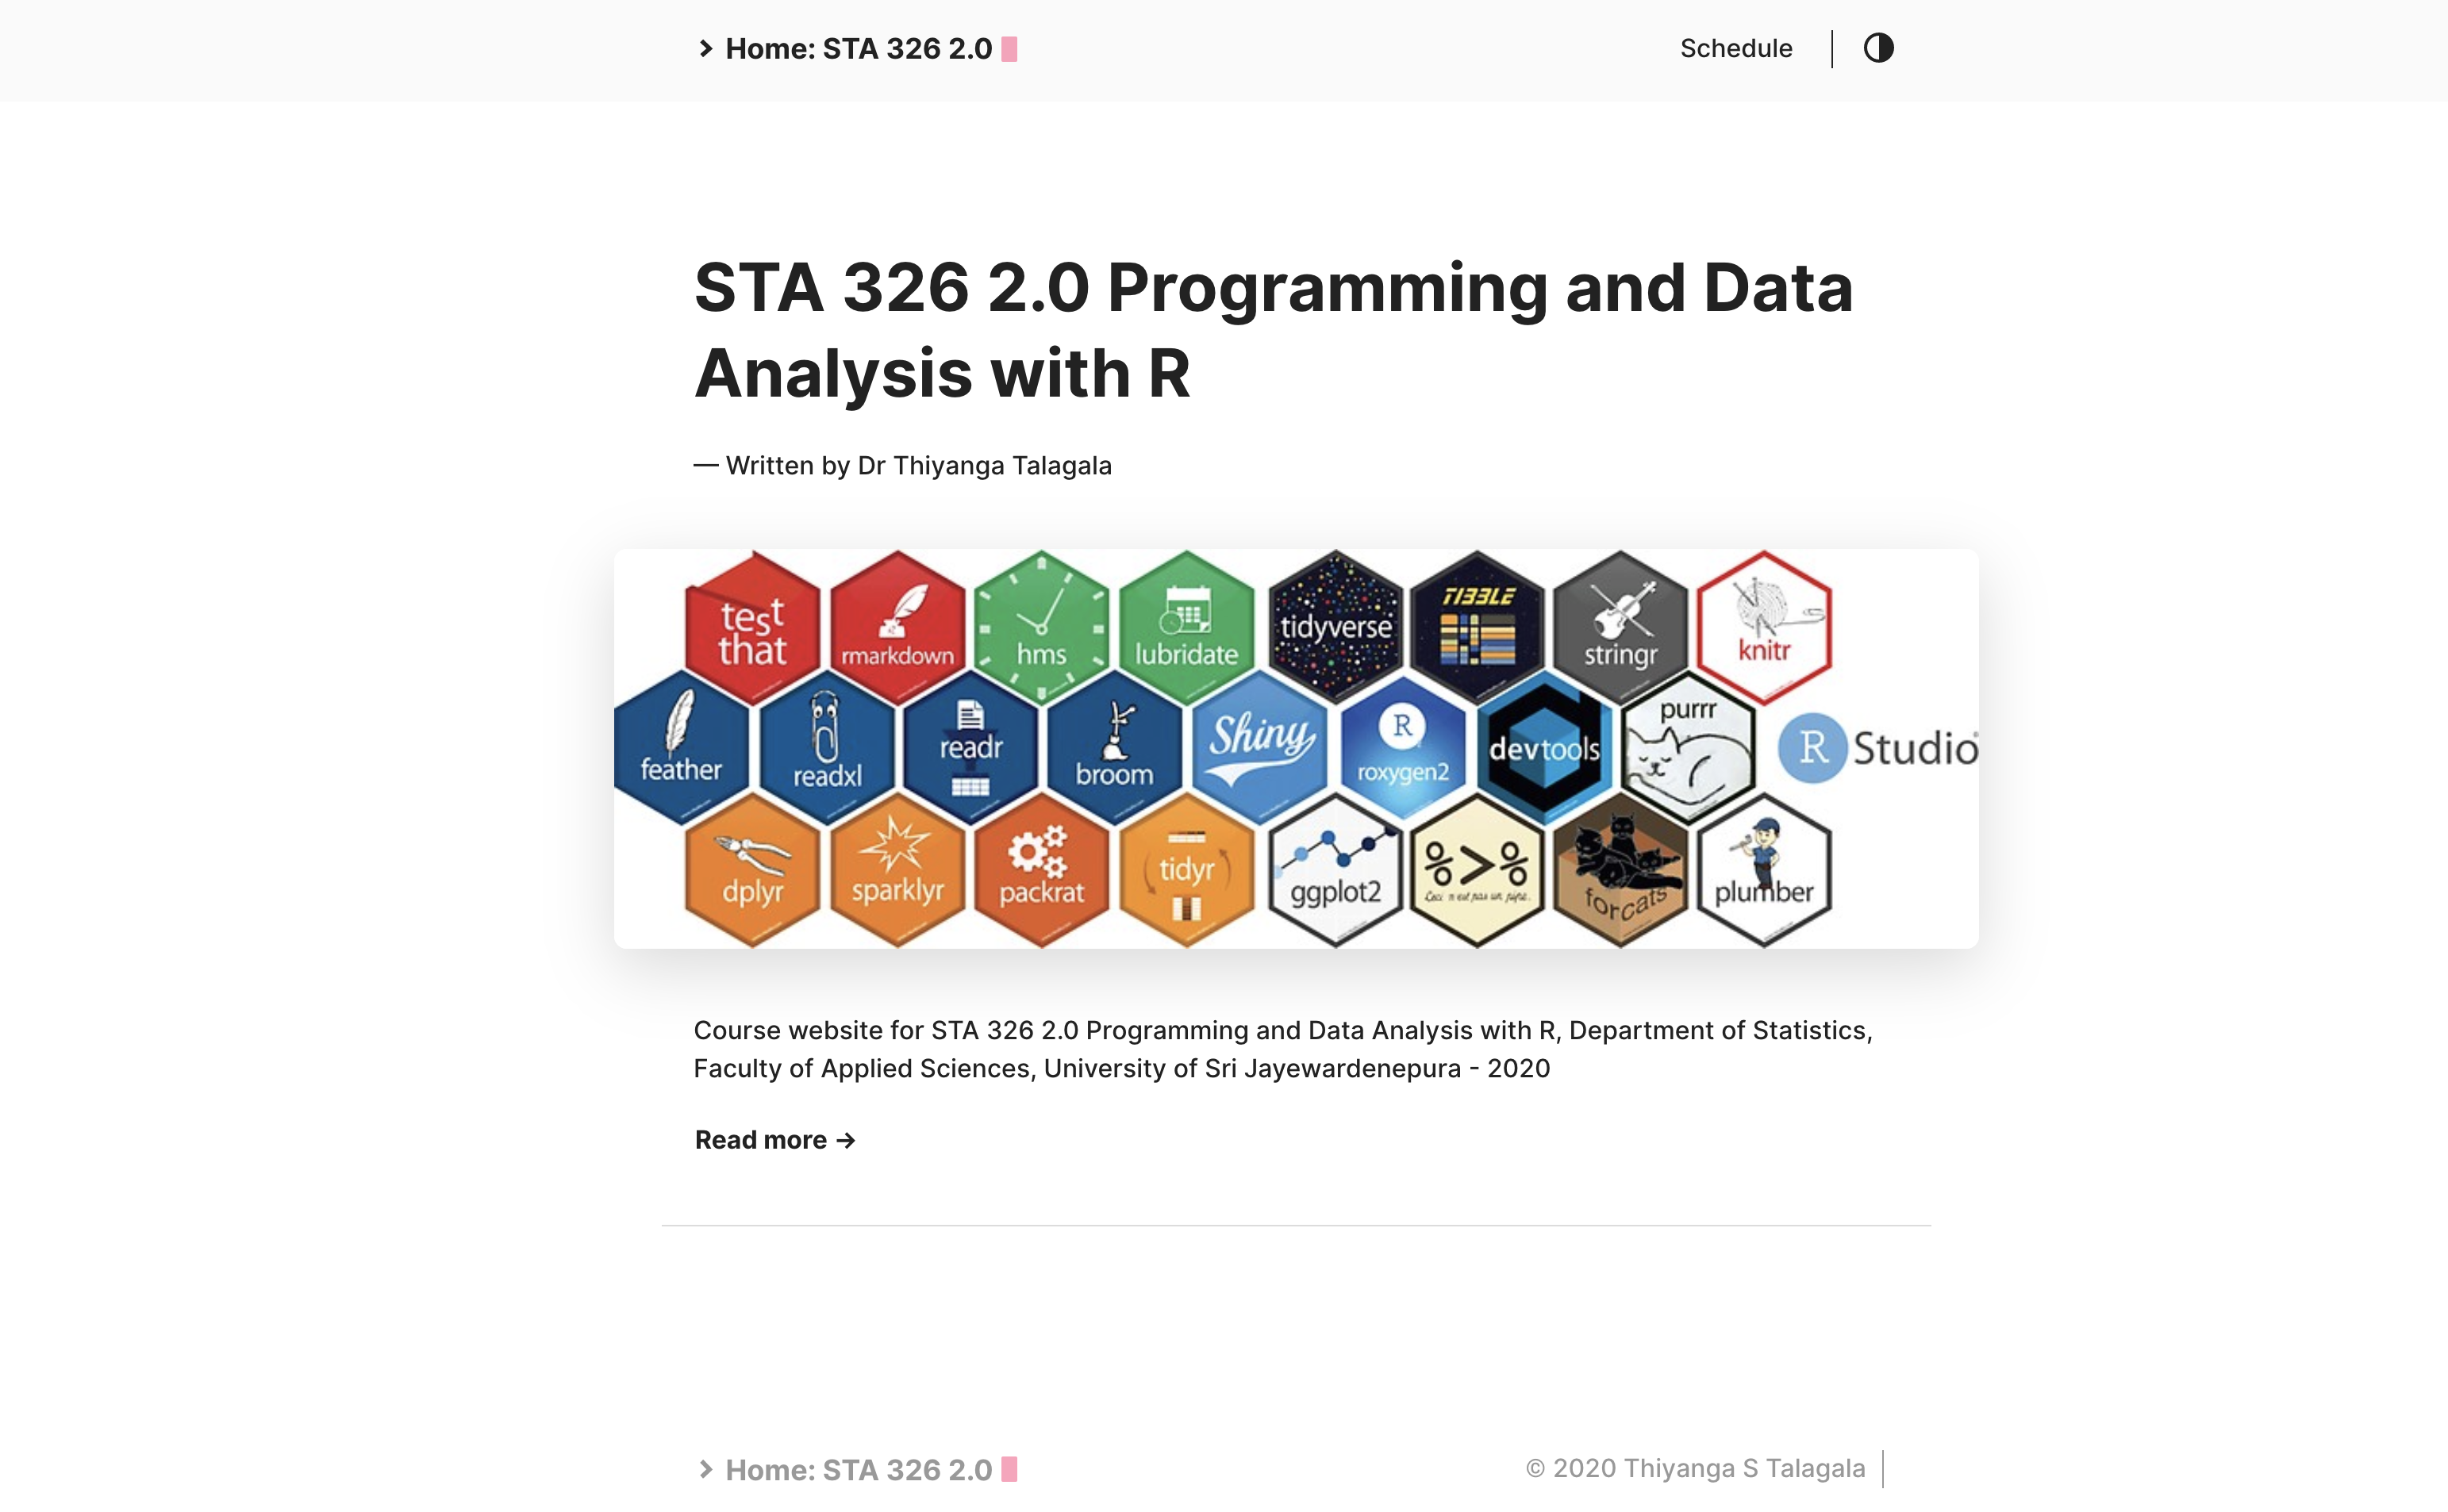 Home: STA 326 2.0
Schedule
STA 326 2.0 Programming and Data
Analysis with R
— Written by Dr Thiyanga Talagala
test
that
rmarkdown
hms
lubridate
tidyverse
TIBBLE
stringr
knitr
feather
readxl
readr
broom
Shiny
R
roxygen2
devtools
purrr
R Studio
dplyr
sparklyr
packrat
tidyr
ggplot2
%>%
Ceci n'est pas un pipe.
forcats
plumber
Course website for STA 326 2.0 Programming and Data Analysis with R, Department of Statistics,
Faculty of Applied Sciences, University of Sri Jayewardenepura - 2020
Read more →
Home: STA 326 2.0
© 2020 Thiyanga S Talagala